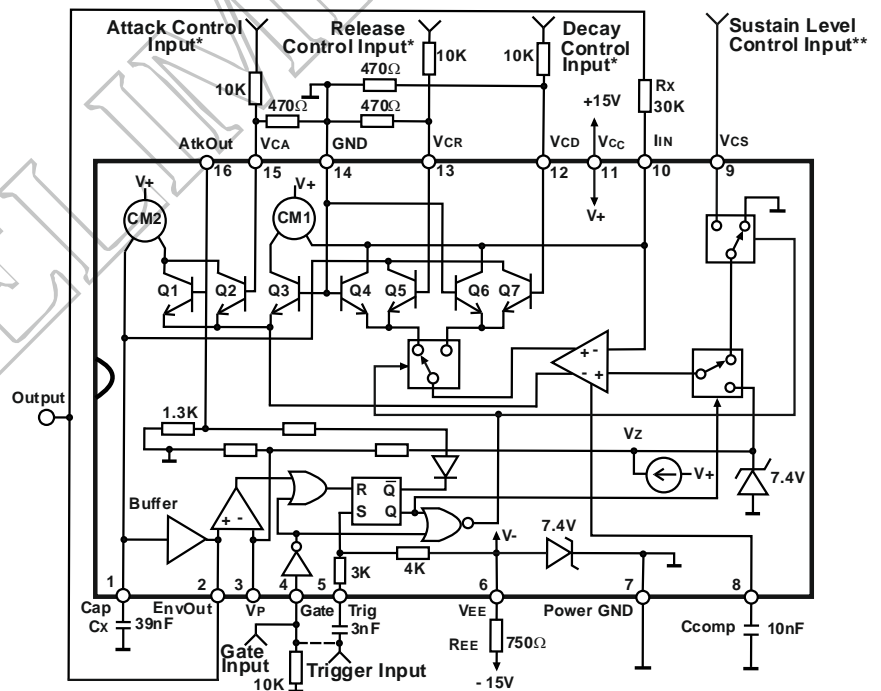 Attack Control
Input*
Release
Control Input*
Decay
Control
Input*
Sustain Level
Control Input**
10K
470Ω
470Ω
470Ω
10K
10K
+15V
Rx
30K
AtkOut
VCA
GND
VCR
VCD
VCC
IIN
VCS
16
15
14
13
12
11
10
9
V+
V+
V+
CM2
CM1
Q1
Q2
Q3
Q4
Q5
Q6
Q7
+ -
- +
Output
1.3K
Vz
V+
7.4V
Buffer
R
Q
S
Q
+ -
V-
7.4V
3K
4K
1
2
3
4
5
6
7
8
Cap
EnvOut
VP
Gate
Trig
VEE
Power GND
Cx
39nF
3nF
REE
750Ω
Ccomp
10nF
Gate
Input
Trigger Input
10K
- 15V
ELIM